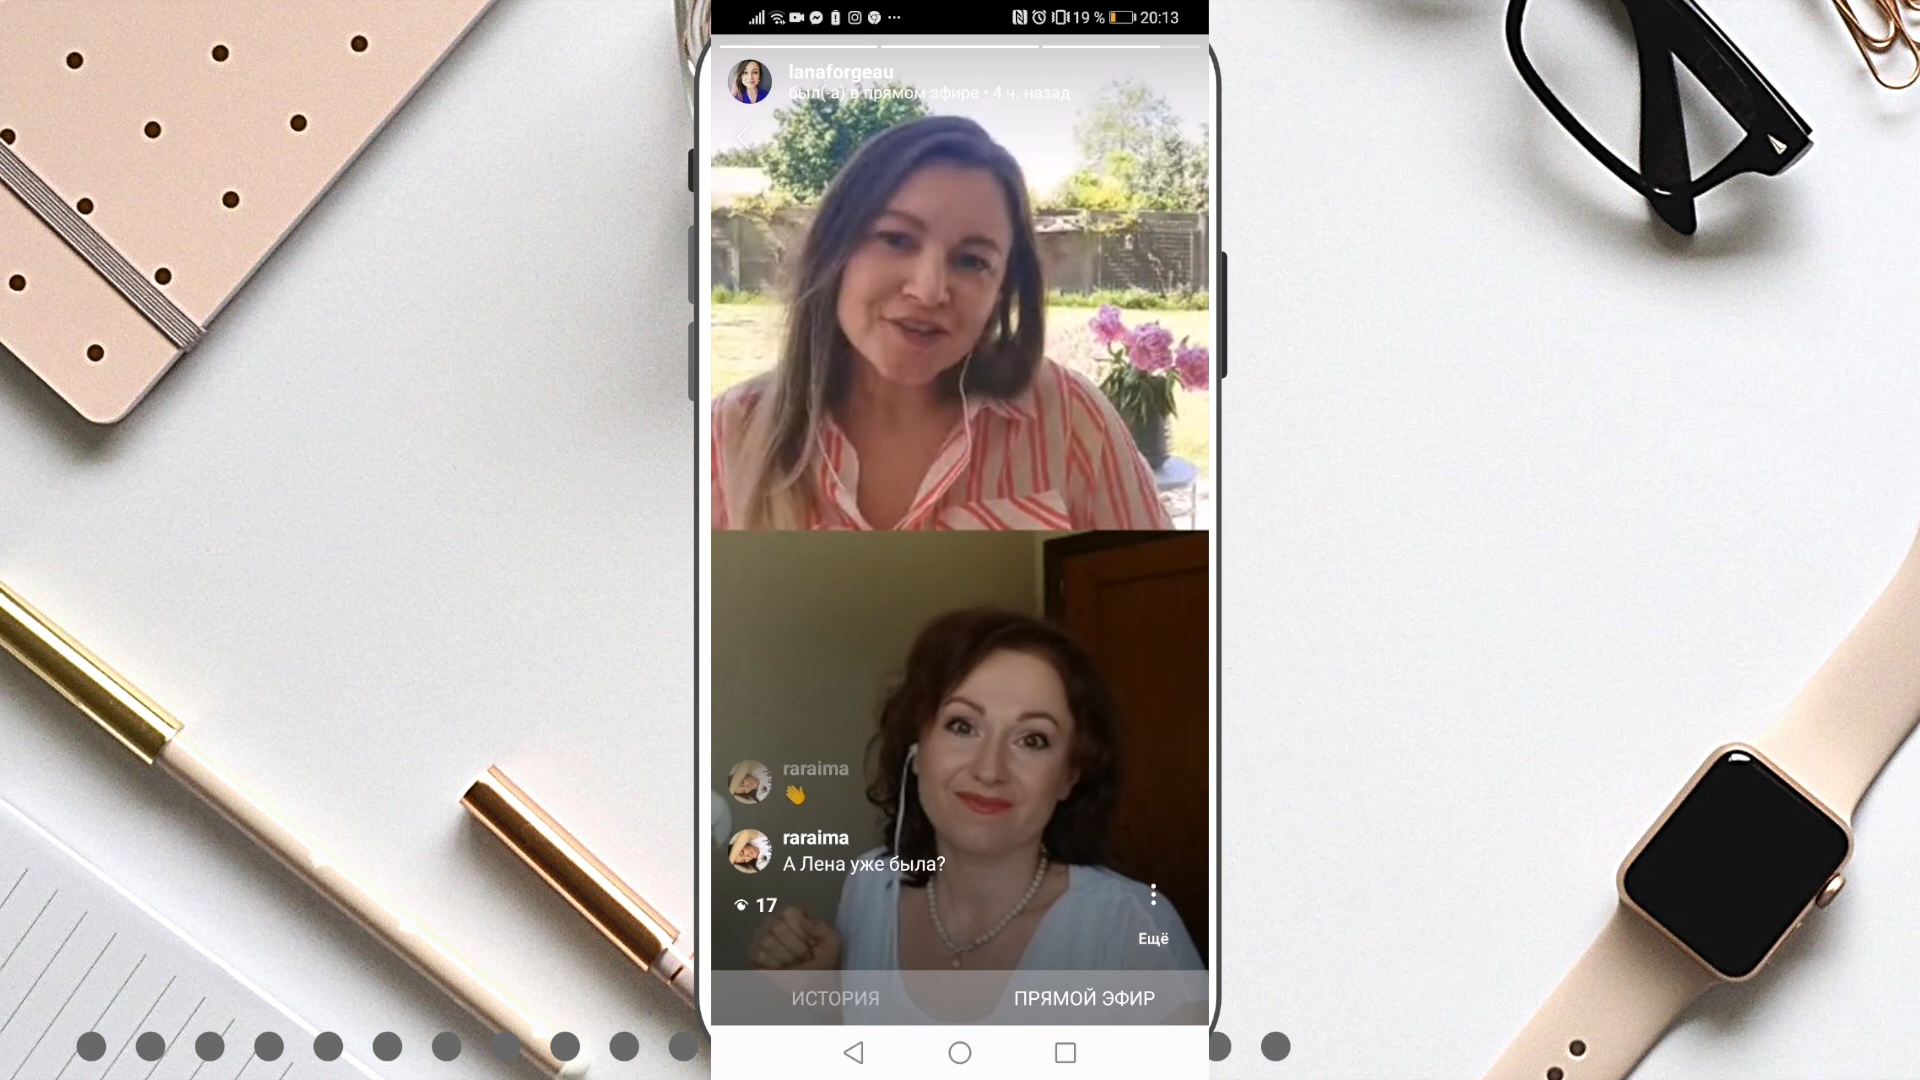 19 % 20:13
lanaforgeau
был(-а) в прямом эфире • 4 ч. назад
raraima
👋
raraima
А Лена уже была?
17
Ещё
ИСТОРИЯ
ПРЯМОЙ ЭФИР